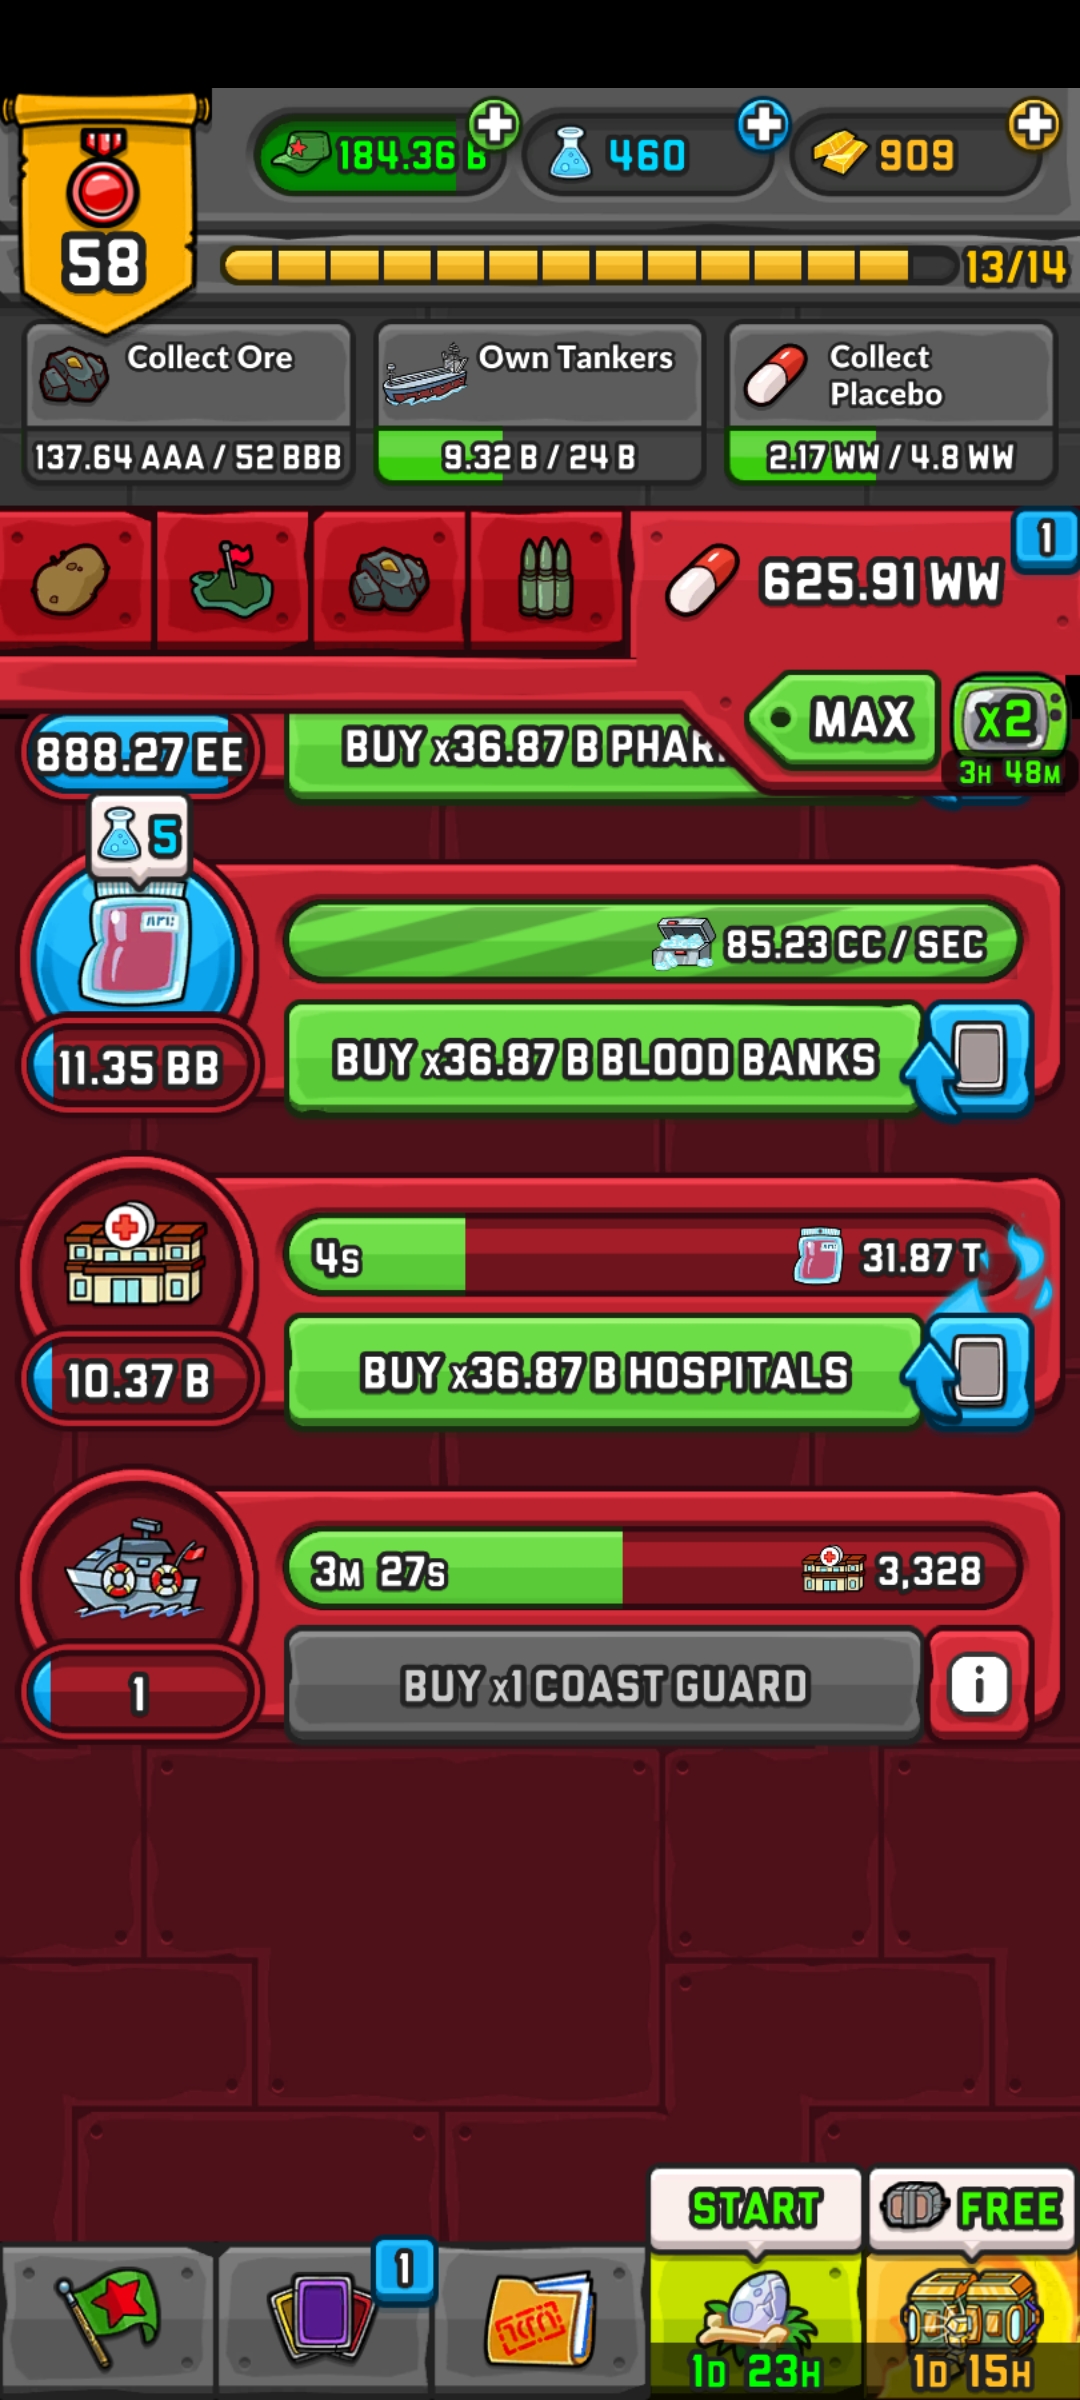 184.36 B
460
909
58
13/14
Collect Ore
137.64 AAA / 52 BBB
Own Tankers
9.32 B / 24 B
Collect
Placebo
2.17 WW / 4.8 WW
625.91 WW
1
MAX
x2
3H 48M
888.27 EE
BUY x36.87 B PHAR
5
85.23 CC / SEC
11.35 BB
BUY x36.87 B BLOOD BANKS
4S
31.87 T
10.37 B
BUY x36.87 B HOSPITALS
3M 27S
3,328
1
BUY x1 COAST GUARD
i
START
FREE
1
1D 23H
1D 15H